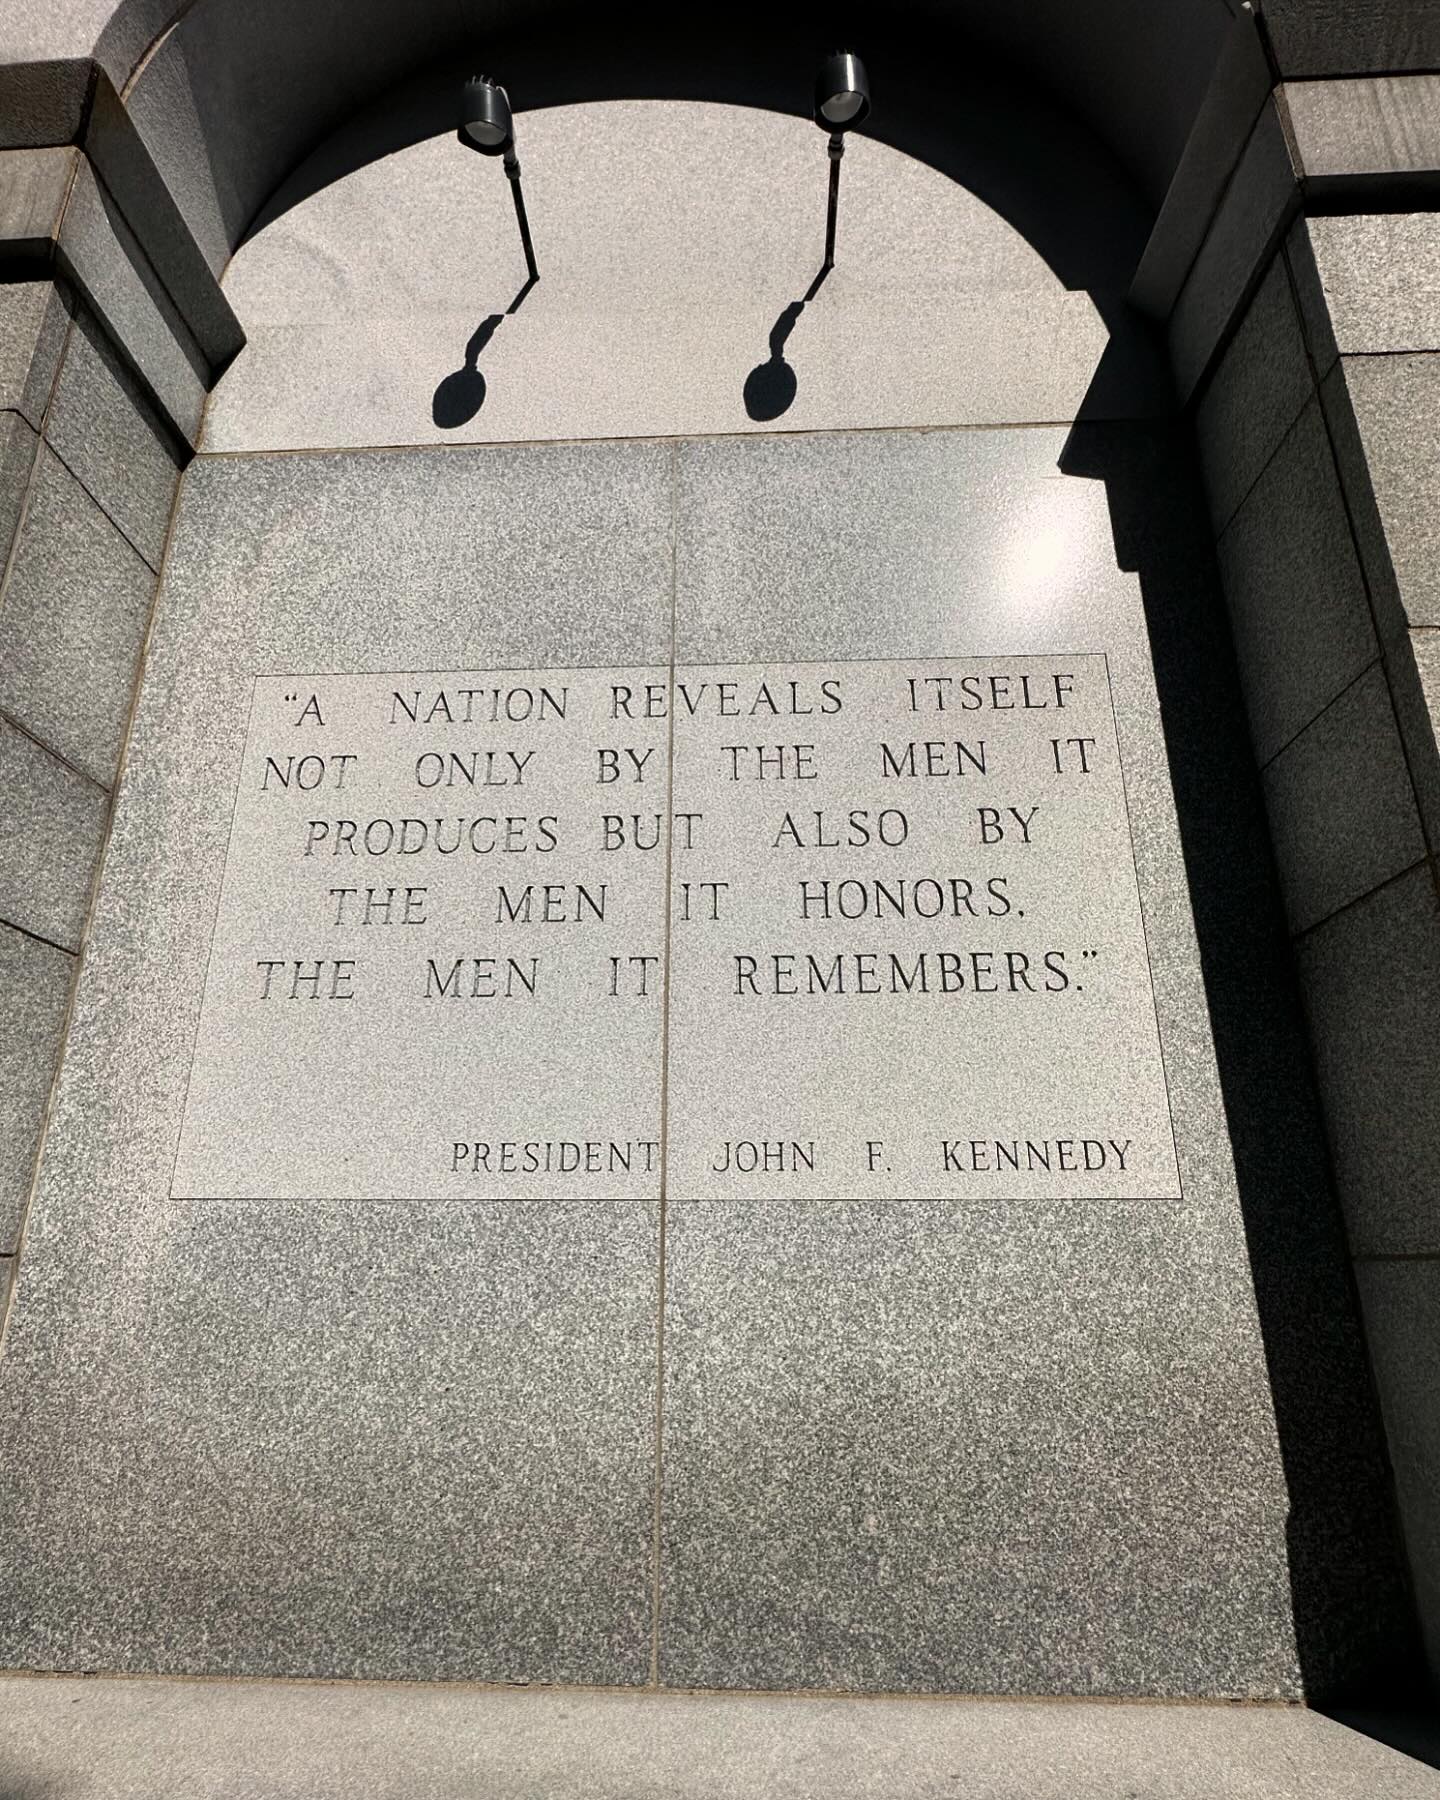 “A NATION REVEALS ITSELF
NOT ONLY BY THE MEN IT
PRODUCES BUT ALSO BY
THE MEN IT HONORS,
THE MEN IT REMEMBERS.”
PRESIDENT JOHN F. KENNEDY